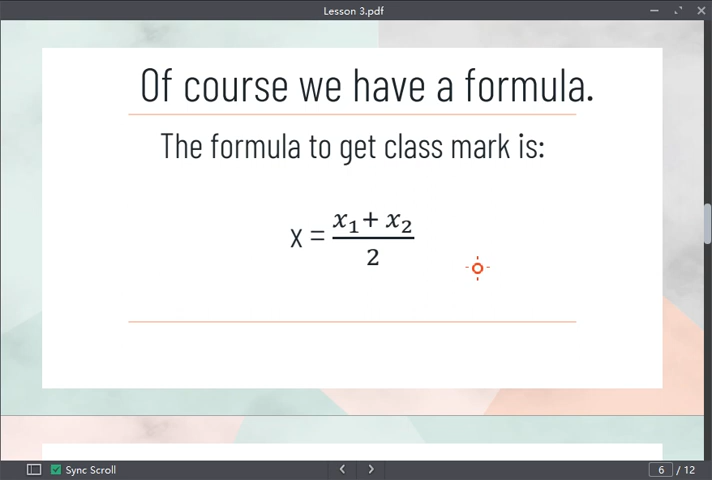 Lesson 3.pdf
Of course we have a formula.
The formula to get class mark is:
x = (x₁ + x₂) / 2
Sync Scroll
6 / 12